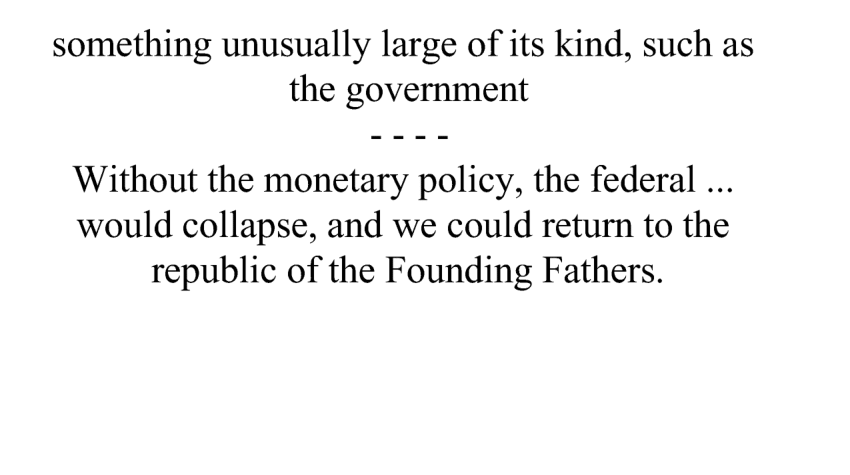 something unusually large of its kind, such as
the government
- - - -
Without the monetary policy, the federal ...
would collapse, and we could return to the
republic of the Founding Fathers.